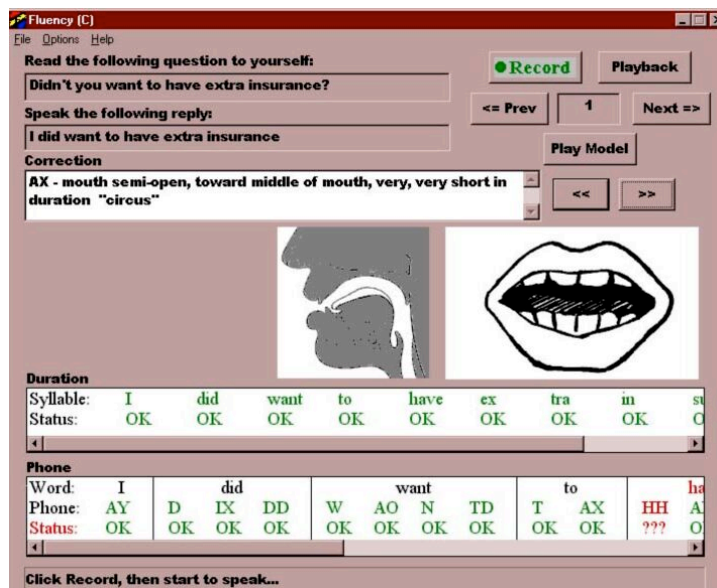 Fluency (C)
File Options Help
Read the following question to yourself:
Didn't you want to have extra insurance?
Speak the following reply:
I did want to have extra insurance
Record Playback
<= Prev 1 Next =>
Play Model
Correction
AX - mouth semi-open, toward middle of mouth, very, very short in
duration "circus"
<< >>
Duration
Syllable: I did want to have ex tra in su
Status: OK OK OK OK OK OK OK OK O
Phone
Word: I did want to ha
Phone: AY D IX DD W AO N TD T AX HH A
Status: OK OK OK OK OK OK OK OK OK OK ??? O
Click Record, then start to speak...